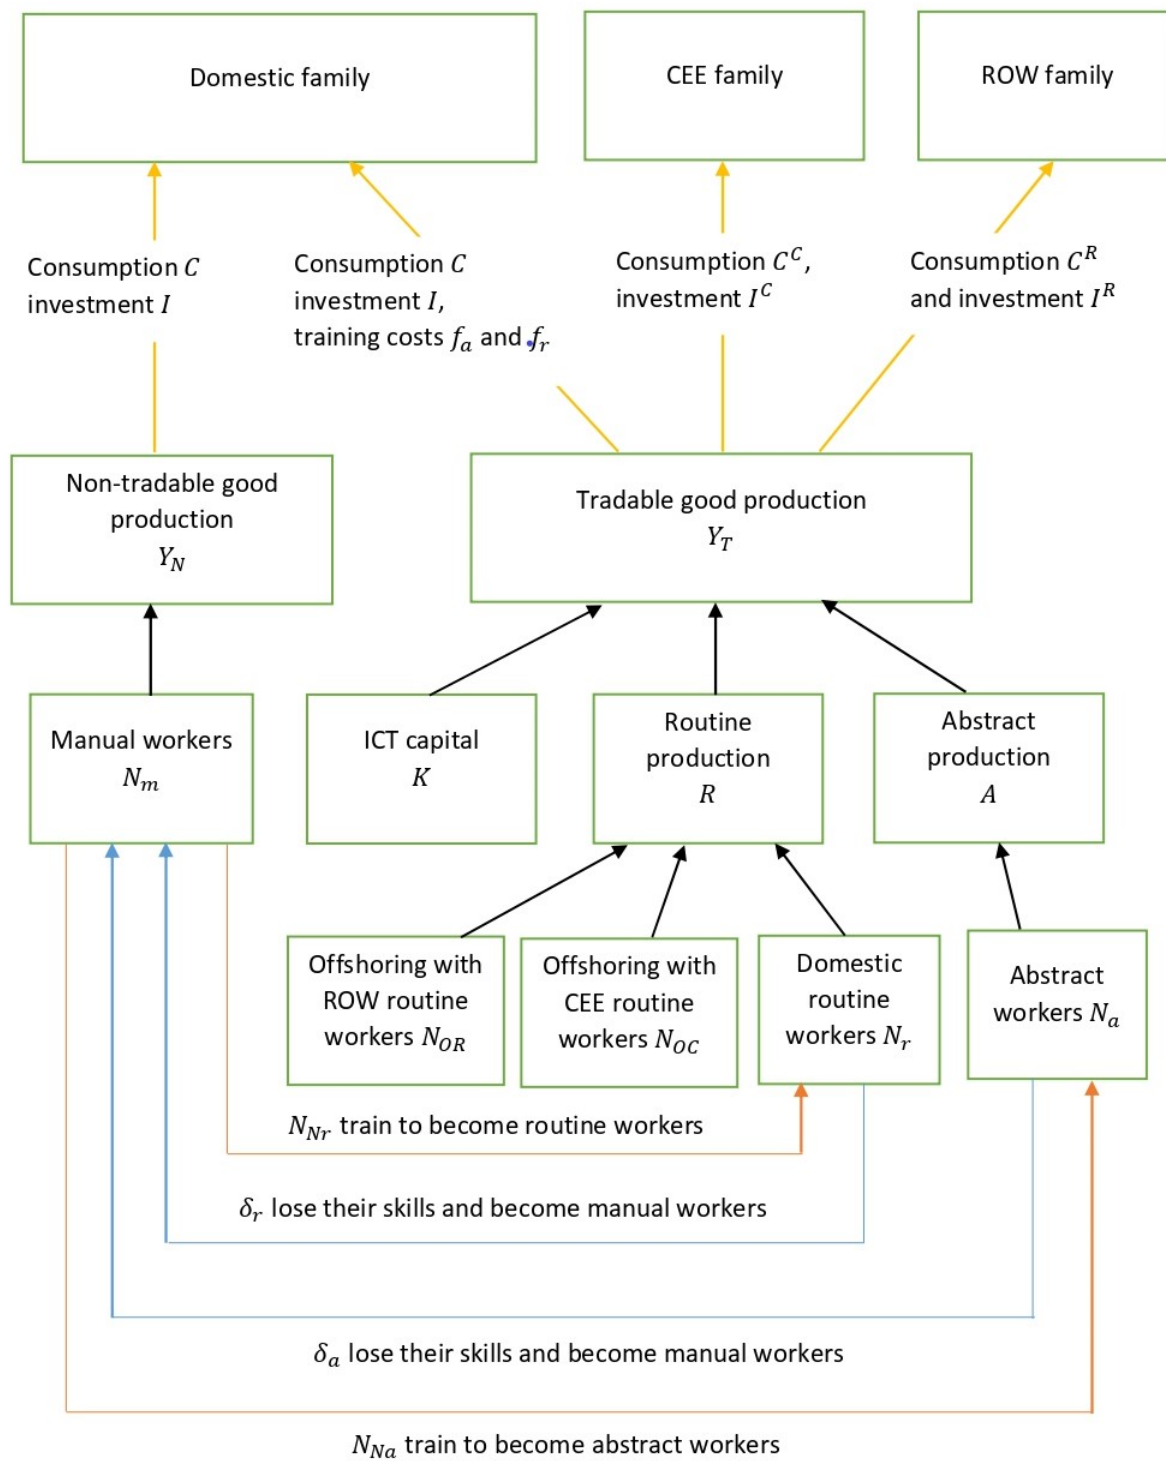 Domestic family
CEE family
ROW family
Consumption C
investment I
Consumption C
investment I,
training costs f_a and f_r
Consumption C^C,
investment I^C
Consumption C^R
and investment I^R
Non-tradable good
production
Y_N
Tradable good production
Y_T
Manual workers
N_m
ICT capital
K
Routine
production
R
Abstract
production
A
Offshoring with
ROW routine
workers N_OR
Offshoring with
CEE routine
workers N_OC
Domestic
routine
workers N_r
Abstract
workers N_a
N_Nr train to become routine workers
δ_r lose their skills and become manual workers
δ_a lose their skills and become manual workers
N_Na train to become abstract workers